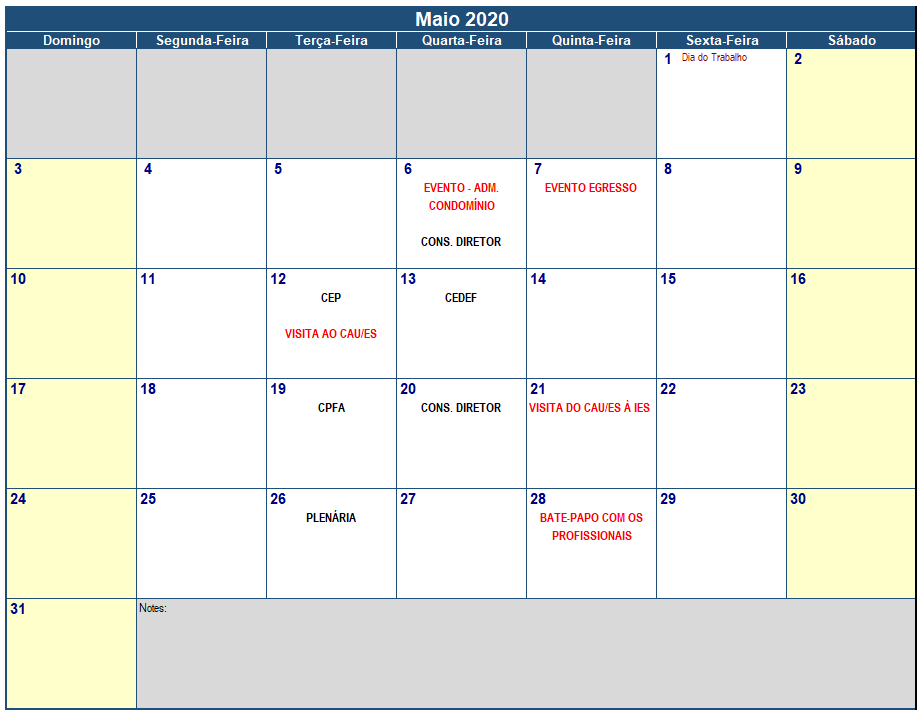 Maio 2020
Domingo Segunda-Feira Terça-Feira Quarta-Feira Quinta-Feira Sexta-Feira Sábado
1 Dia do Trabalho 2
3 4 5 6 7 8 9
EVENTO - ADM. EVENTO EGRESSO
CONDOMÍNIO
CONS. DIRETOR
10 11 12 13 14 15 16
CEP CEDEF
VISITA AO CAU/ES
17 18 19 20 21 22 23
CPFA CONS. DIRETOR VISITA DO CAU/ES À IES
24 25 26 27 28 29 30
PLENÁRIA BATE-PAPO COM OS
PROFISSIONAIS
31 Notes: